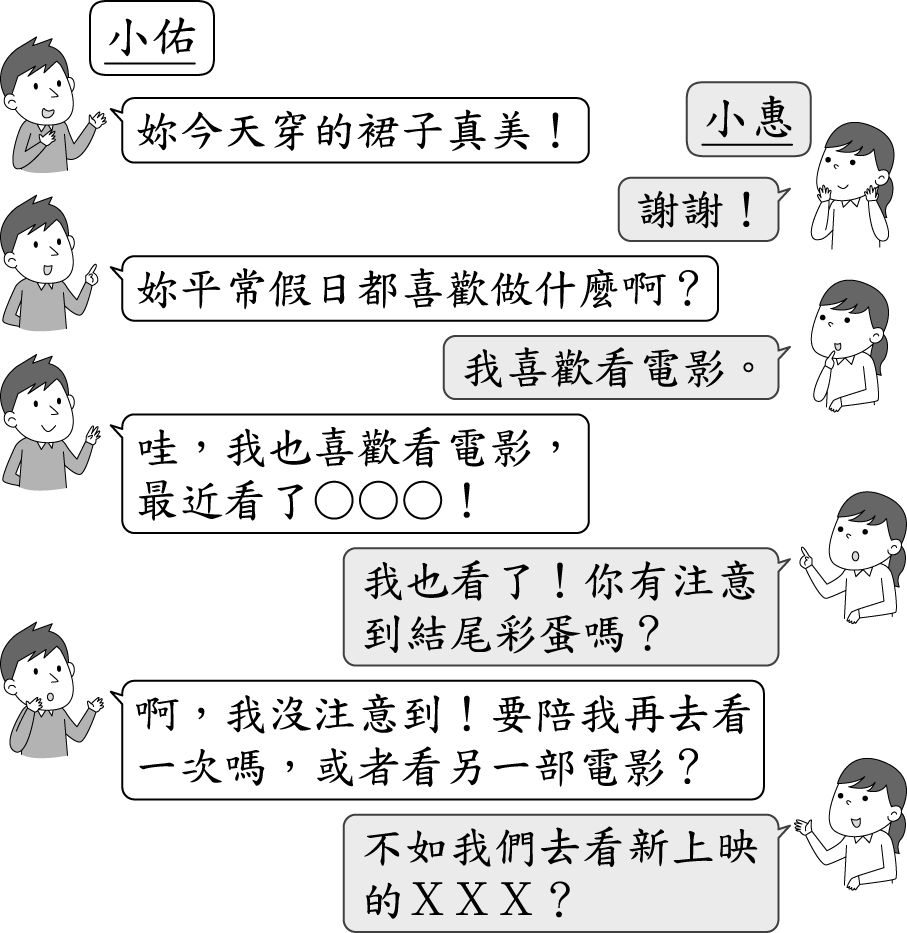 小佑
妳今天穿的裙子真美！
小惠
謝謝！
妳平常假日都喜歡做什麼啊？
我喜歡看電影。
哇，我也喜歡看電影，
最近看了○○○！
我也看了！你有注意
到結尾彩蛋嗎？
啊，我沒注意到！要陪我再去看
一次嗎，或者看另一部電影？
不如我們去看新上映
的ＸＸＸ？